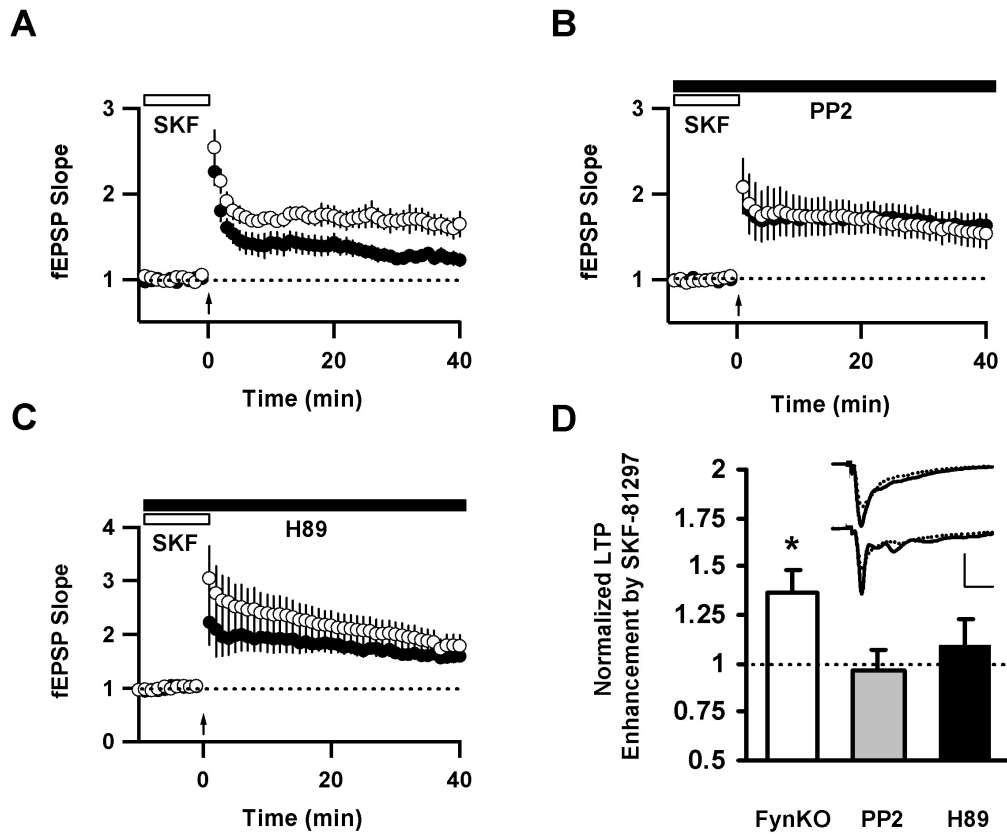 A
3
SKF
2
fEPSP Slope
1
0
20
40
Time (min)
B
3
SKF
PP2
2
fEPSP Slope
1
0
20
40
Time (min)
C
4
SKF
H89
3
fEPSP Slope
2
1
0
0
20
40
Time (min)
D
Normalized LTP
Enhancement by SKF-81297
2
1.75
1.5
1.25
1
0.75
0.5
*
FynKO
PP2
H89